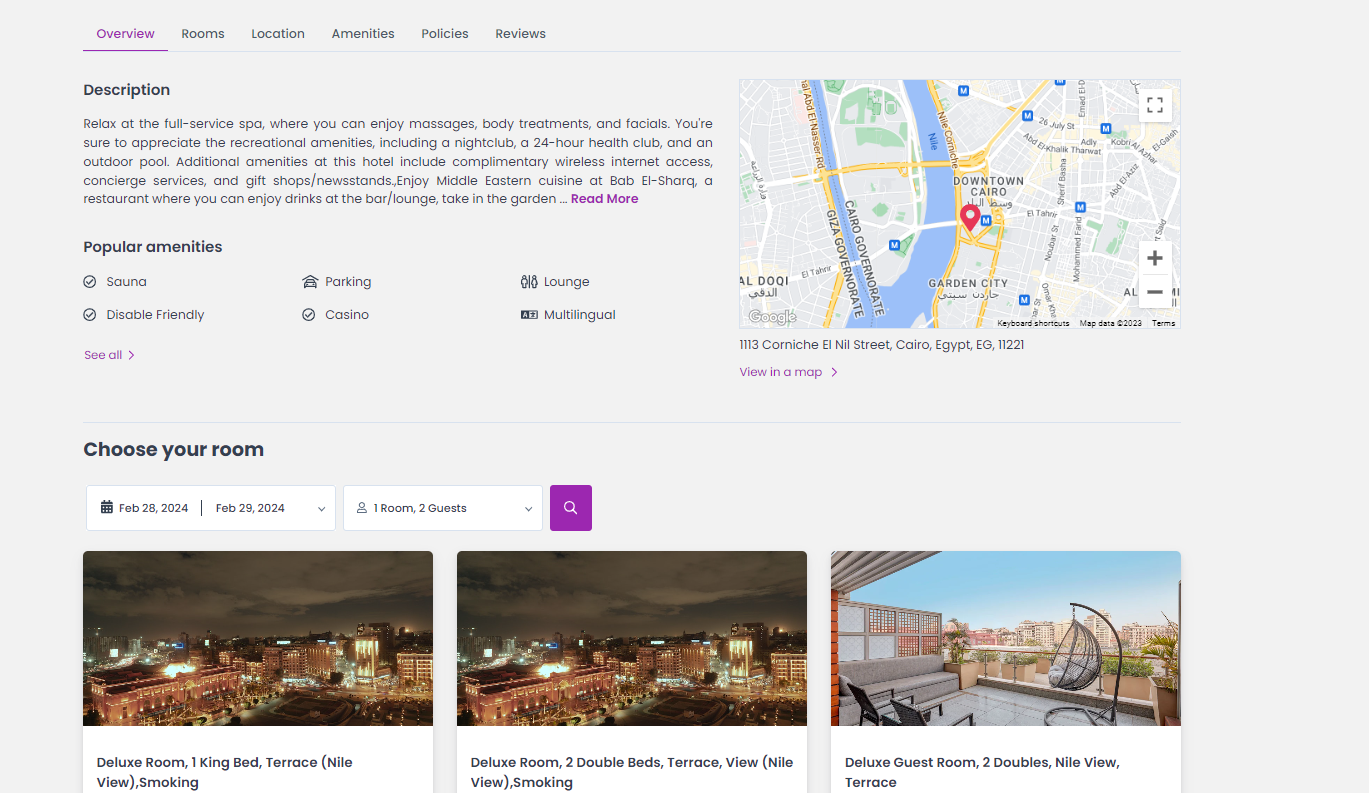 Overview Rooms Location Amenities Policies Reviews
Description
Relax at the full-service spa, where you can enjoy massages, body treatments, and facials. You're
sure to appreciate the recreational amenities, including a nightclub, a 24-hour health club, and an
outdoor pool. Additional amenities at this hotel include complimentary wireless internet access,
concierge services, and gift shops/newsstands.,Enjoy Middle Eastern cuisine at Bab El-Sharq, a
restaurant where you can enjoy drinks at the bar/lounge, take in the garden ... Read More
Popular amenities
Sauna Parking Lounge
Disable Friendly Casino Multilingual
See all
Gamal Abd El-Nasser Rd
Nile Corniche
Nile
M
M
M
26 July St
Adly
Kobri Al Azhar
El-Gaish
Abd El-Khalik Tharwat
Sherif Basha
Abd El-Aziz
DOWNTOWN
CAIRO
وسط البلد
M
M
El Tahrir
CAIRO GOVERNORATE
GIZA GOVERNORATE
M
Noubar St
Mohammed Farid
El Tahrir
AL DOQI
الدقي
GARDEN CITY
جاردن سيتي
M
Google
Keyboard shortcuts Map data ©2023 Terms
1113 Corniche El Nil Street, Cairo, Egypt, EG, 11221
View in a map
Choose your room
Feb 28, 2024 Feb 29, 2024 1 Room, 2 Guests
Deluxe Room, 1 King Bed, Terrace (Nile
View),Smoking
Deluxe Room, 2 Double Beds, Terrace, View (Nile
View),Smoking
Deluxe Guest Room, 2 Doubles, Nile View,
Terrace